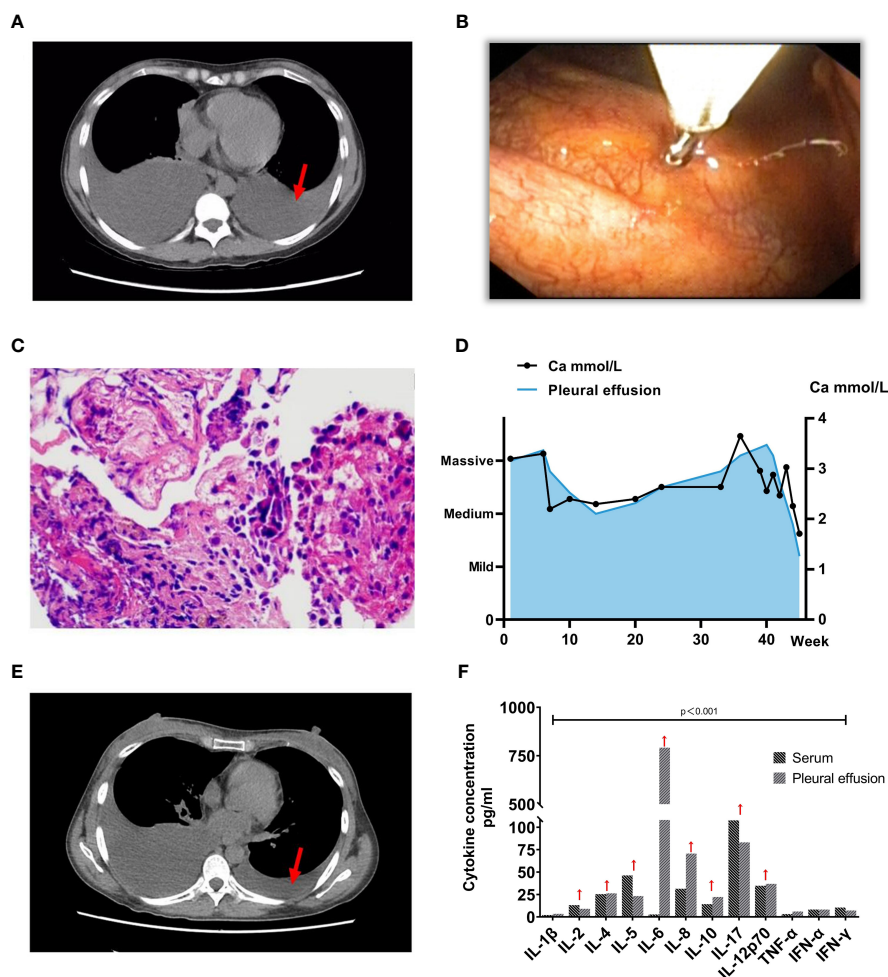 A
B
C
D
Ca mmol/L
Pleural effusion
Ca mmol/L
Massive
Medium
Mild
0
4
3
2
1
0
0 10 20 30 40 Week
E
F
Cytokine concentration
pg/ml
1000
750
500
100
75
50
25
0
p<0.001
Serum
Pleural effusion
↑ ↑ ↑ ↑ ↑ ↑ ↑ ↑
IL-1β IL-2 IL-4 IL-5 IL-6 IL-8 IL-10 IL-17 IL-12p70 TNF-α IFN-α IFN-γ